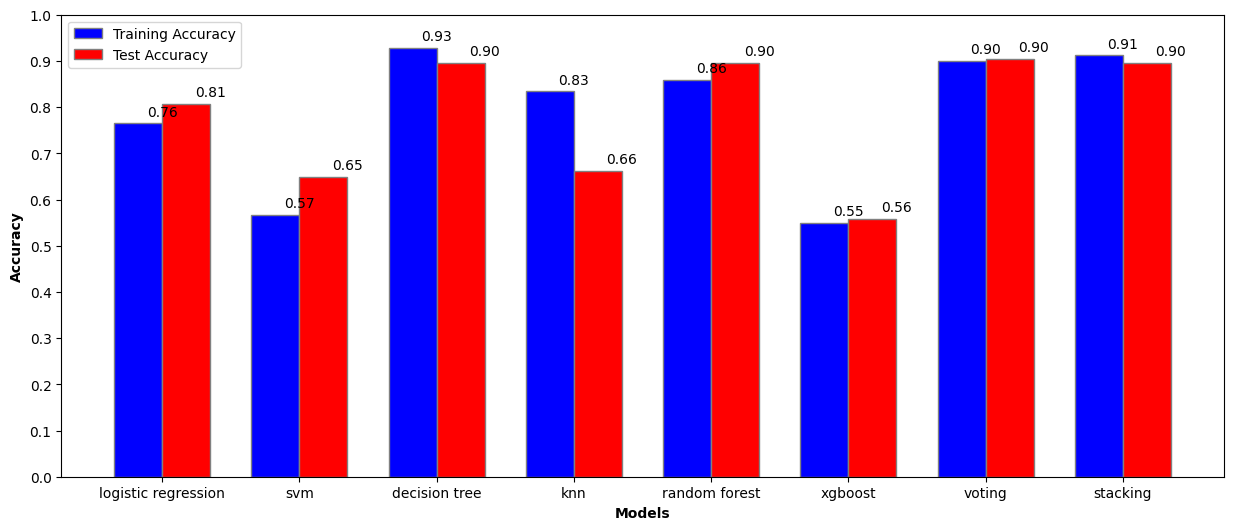 Training Accuracy
Test Accuracy
1.0
0.9
0.8
0.7
0.6
0.5
0.4
0.3
0.2
0.1
0.0
Accuracy
0.76
0.81
0.57
0.65
0.93
0.90
0.83
0.66
0.86
0.90
0.55
0.56
0.90
0.90
0.91
0.90
logistic regression
svm
decision tree
knn
random forest
xgboost
voting
stacking
Models